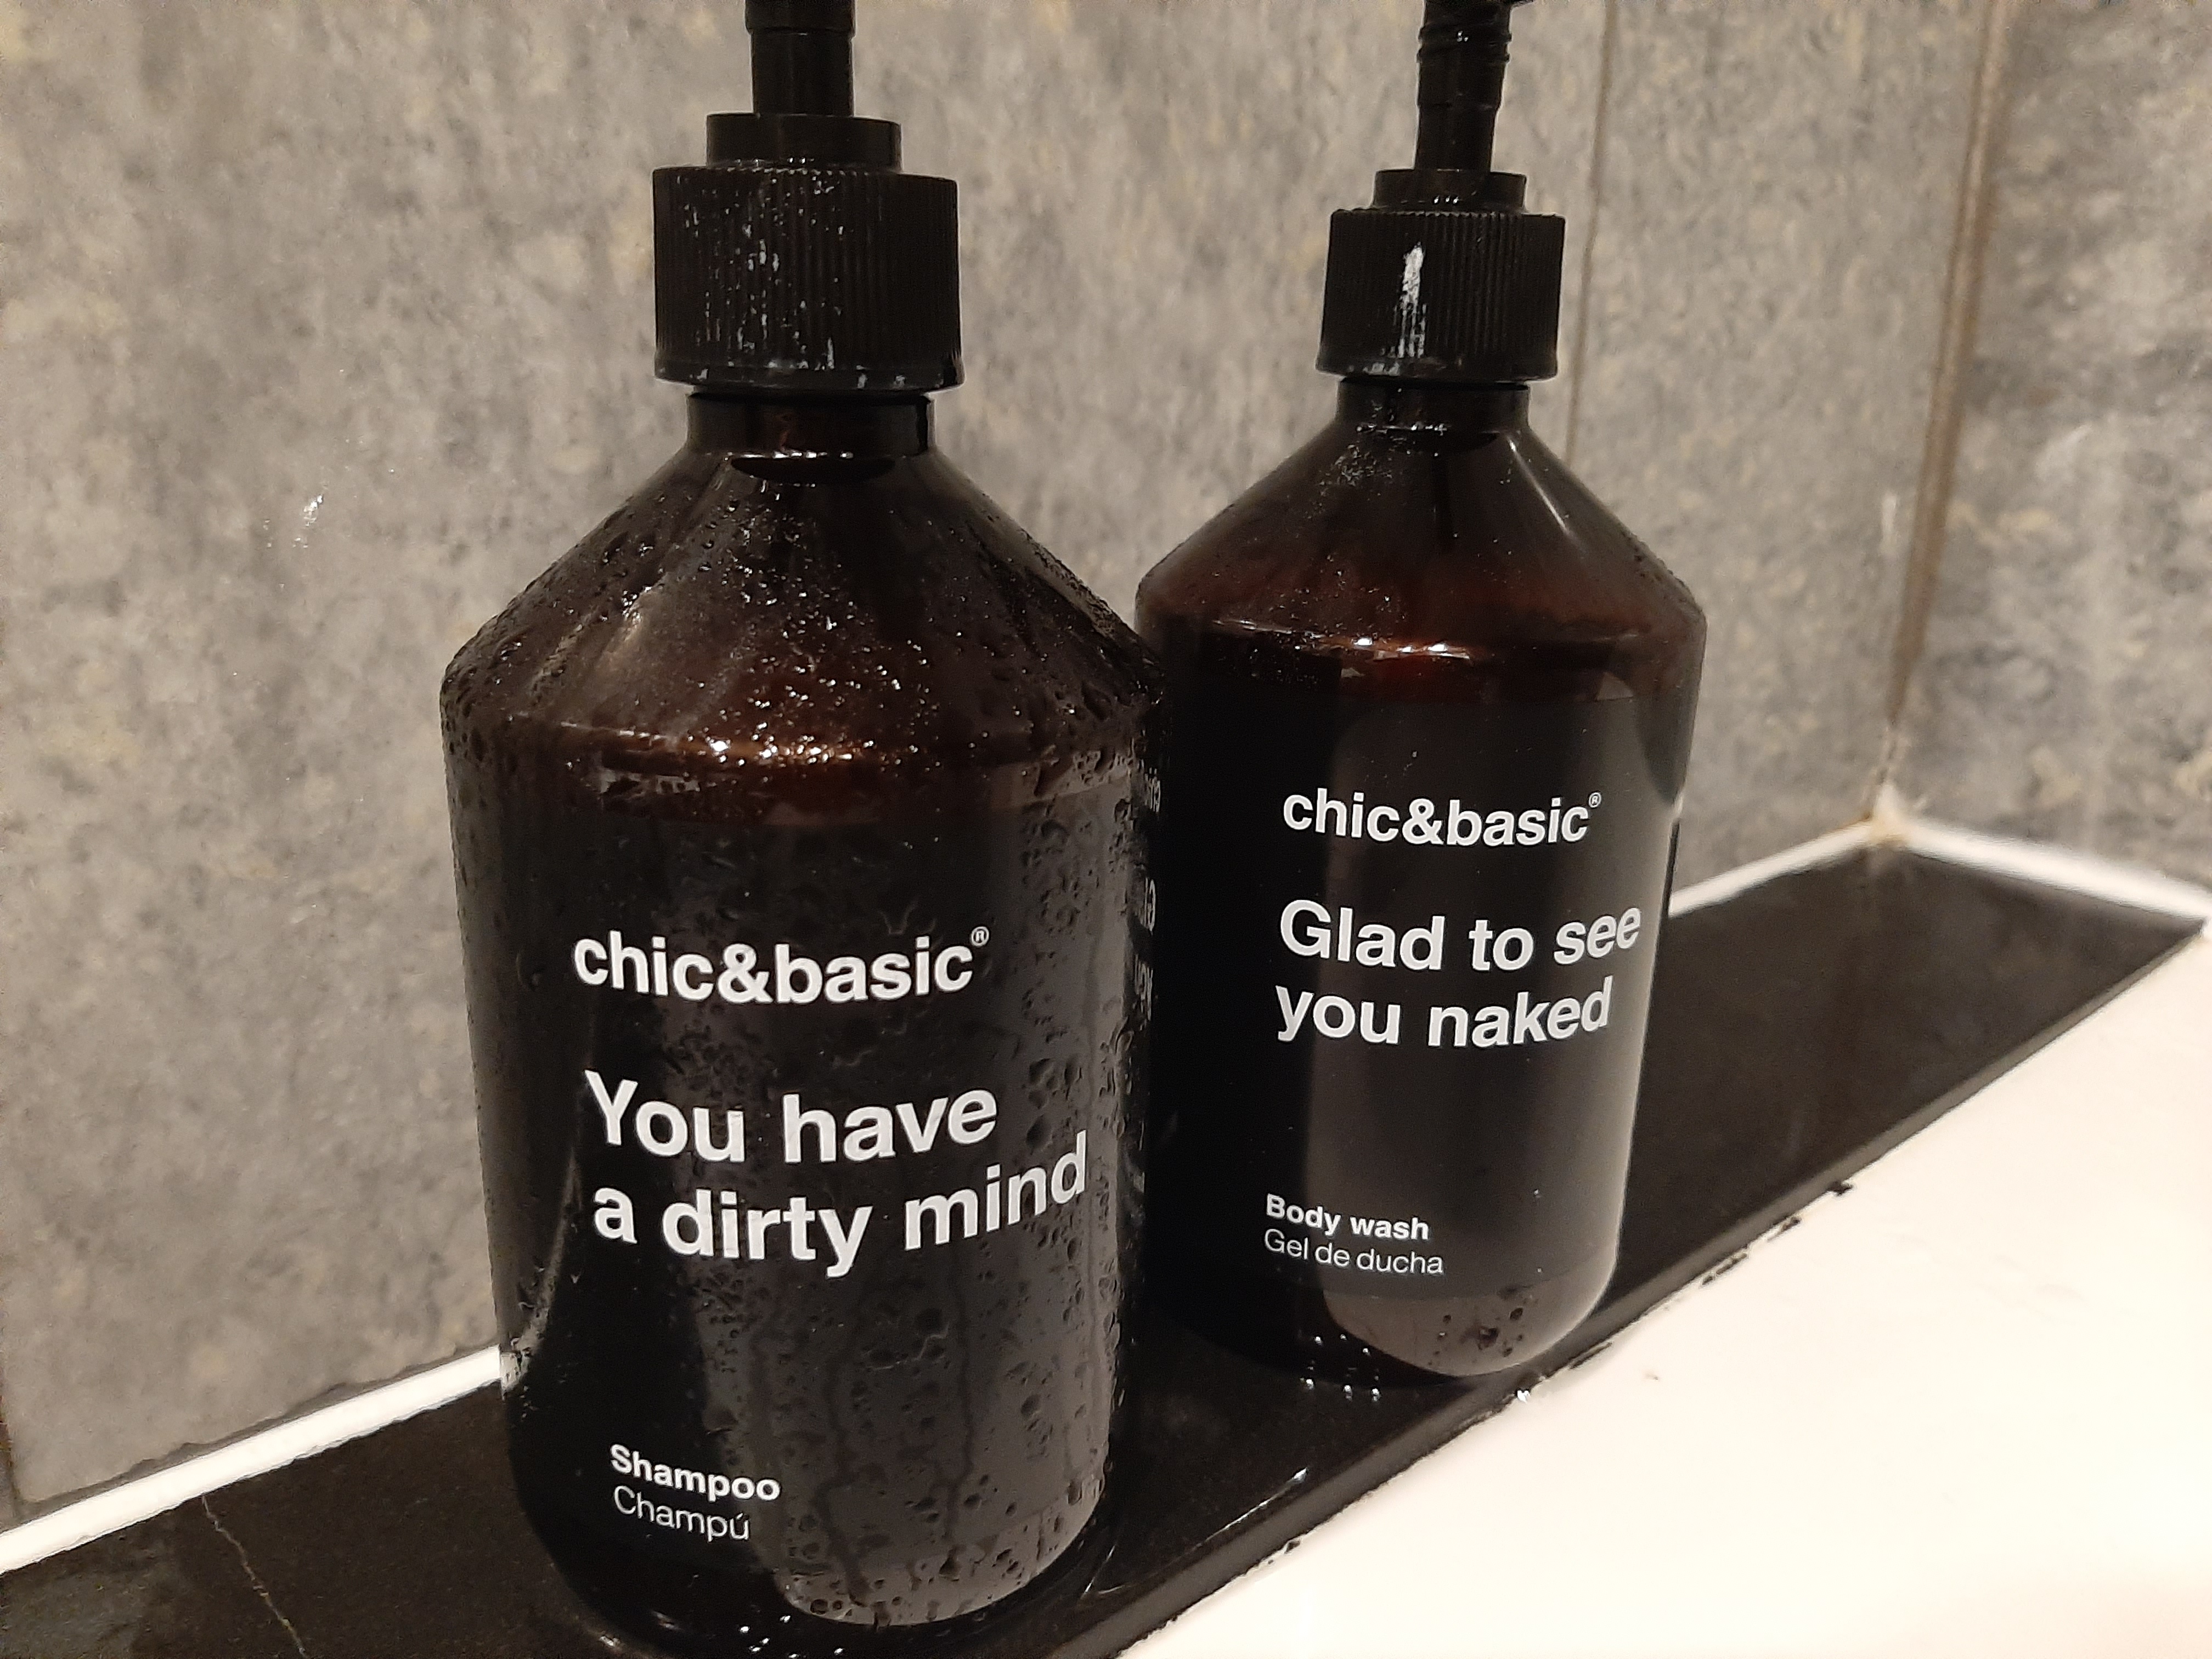 chic&basic®
You have
a dirty mind
Shampoo
Champú
chic&basic®
Glad to see
you naked
Body wash
Gel de ducha